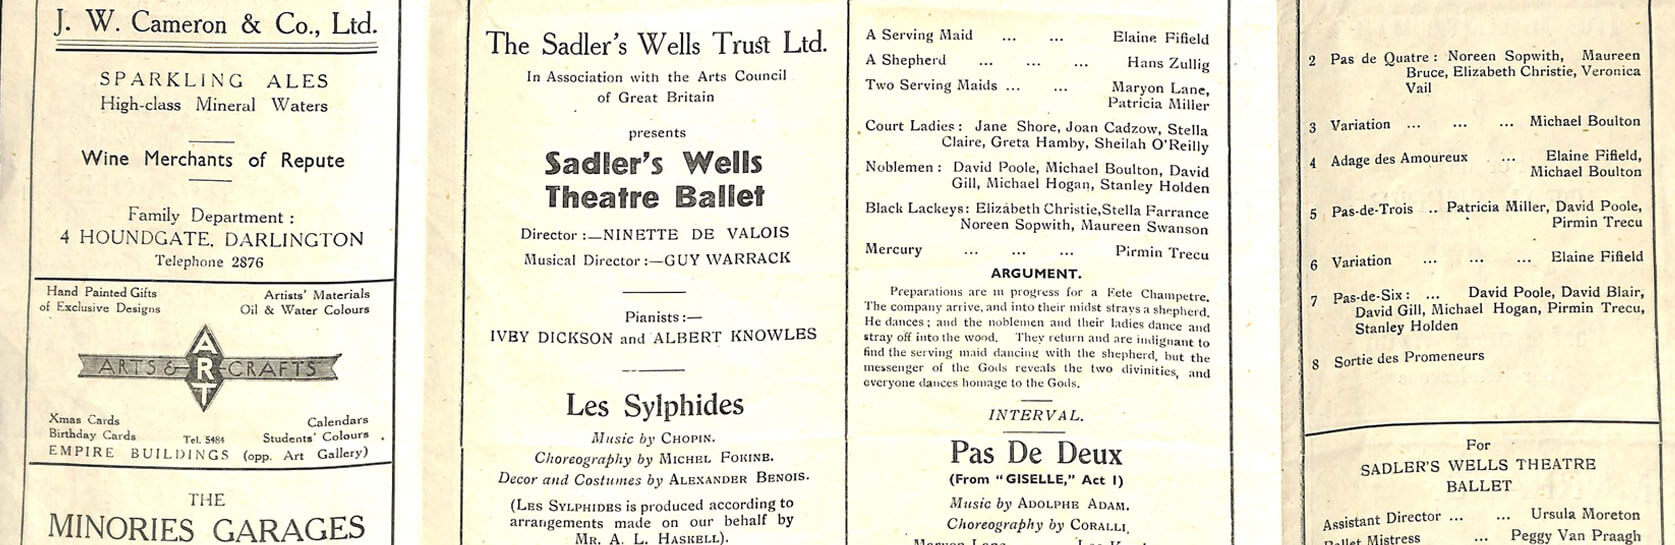 J. W. Cameron & Co., Ltd.
SPARKLING ALES
High-class Mineral Waters
Wine Merchants of Repute
Family Department :
4 HOUNDGATE, DARLINGTON
Telephone 2876
Hand Painted Gifts
of Exclusive Designs
Artists' Materials
Oil & Water Colours
ART
ARTS & CRAFTS
Xmas Cards
Birthday Cards
Tel. 5484
Calendars
Students' Colours
EMPIRE BUILDINGS (opp. Art Gallery)
THE
MINORIES GARAGES
The Sadler's Wells Trust Ltd.
In Association with the Arts Council
of Great Britain
presents
Sadler's Wells
Theatre Ballet
Director :—NINETTE DE VALOIS
Musical Director :—GUY WARRACK
Pianists :—
IVEY DICKSON and ALBERT KNOWLES
Les Sylphides
Music by CHOPIN.
Choreography by MICHEL FOKINE.
Decor and Costumes by ALEXANDER BENOIS.
(LES SYLPHIDES is produced according to
arrangements made on our behalf by
MR. A. L. HASKELL).
A Serving Maid ... ... Elaine Fifield
A Shepherd ... ... ... Hans Zullig
Two Serving Maids ... ... Maryon Lane,
Patricia Miller
Court Ladies : Jane Shore, Joan Cadzow, Stella
Claire, Greta Hamby, Sheilah O'Reilly
Noblemen : David Poole, Michael Boulton, David
Gill, Michael Hogan, Stanley Holden
Black Lackeys: Elizabeth Christie,Stella Farrance
Noreen Sopwith, Maureen Swanson
Mercury ... ... ... Pirmin Trecu
ARGUMENT.
Preparations are in progress for a Fete Champetre.
The company arrive, and into their midst strays a shepherd.
He dances ; and the noblemen and their ladies dance and
stray off into the wood. They return and are indignant to
find the serving maid dancing with the shepherd, but the
messenger of the Gods reveals the two divinities, and
everyone dances homage to the Gods.
INTERVAL.
Pas De Deux
(From "GISELLE," Act I)
Music by ADOLPHE ADAM.
Choreography by CORALLI.
Maryon Lane
2 Pas de Quatre : Noreen Sopwith, Maureen
Bruce, Elizabeth Christie, Veronica
Vail
3 Variation ... ... ... Michael Boulton
4 Adage des Amoureux ... Elaine Fifield,
Michael Boulton
5 Pas-de-Trois .. Patricia Miller, David Poole,
Pirmin Trecu
6 Variation ... ... ... Elaine Fifield
7 Pas-de-Six : ... David Poole, David Blair,
David Gill, Michael Hogan, Pirmin Trecu,
Stanley Holden
8 Sortie des Promeneurs
For
SADLER'S WELLS THEATRE
BALLET
Assistant Director ... ... Ursula Moreton
Ballet Mistress ... Peggy Van Praagh